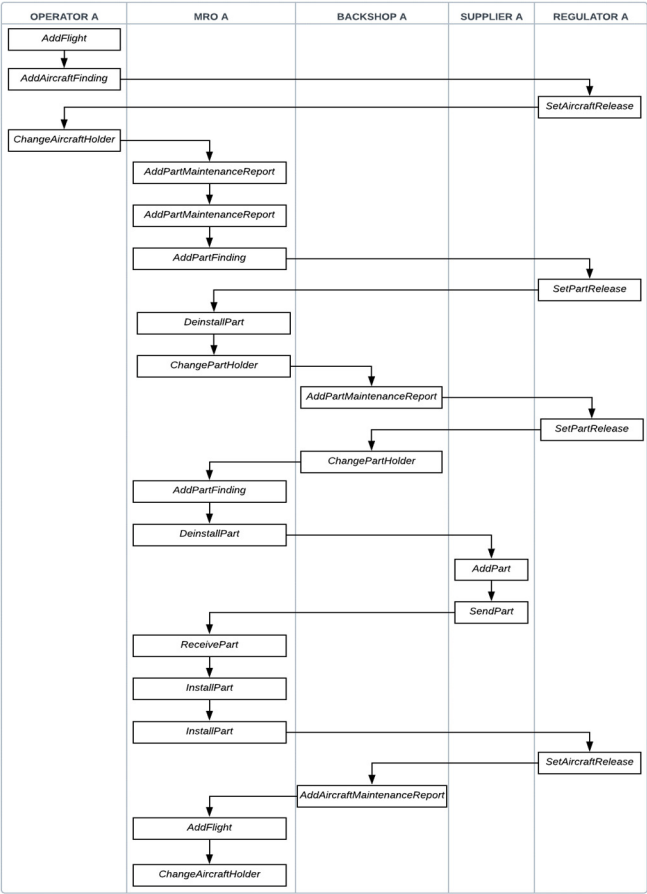 OPERATOR A
MRO A
BACKSHOP A
SUPPLIER A
REGULATOR A
AddFlight
AddAircraftFinding
SetAircraftRelease
ChangeAircraftHolder
AddPartMaintenanceReport
AddPartMaintenanceReport
AddPartFinding
SetPartRelease
DeinstallPart
ChangePartHolder
AddPartMaintenanceReport
SetPartRelease
ChangePartHolder
AddPartFinding
DeinstallPart
AddPart
SendPart
ReceivePart
InstallPart
InstallPart
SetAircraftRelease
AddAircraftMaintenanceReport
AddFlight
ChangeAircraftHolder